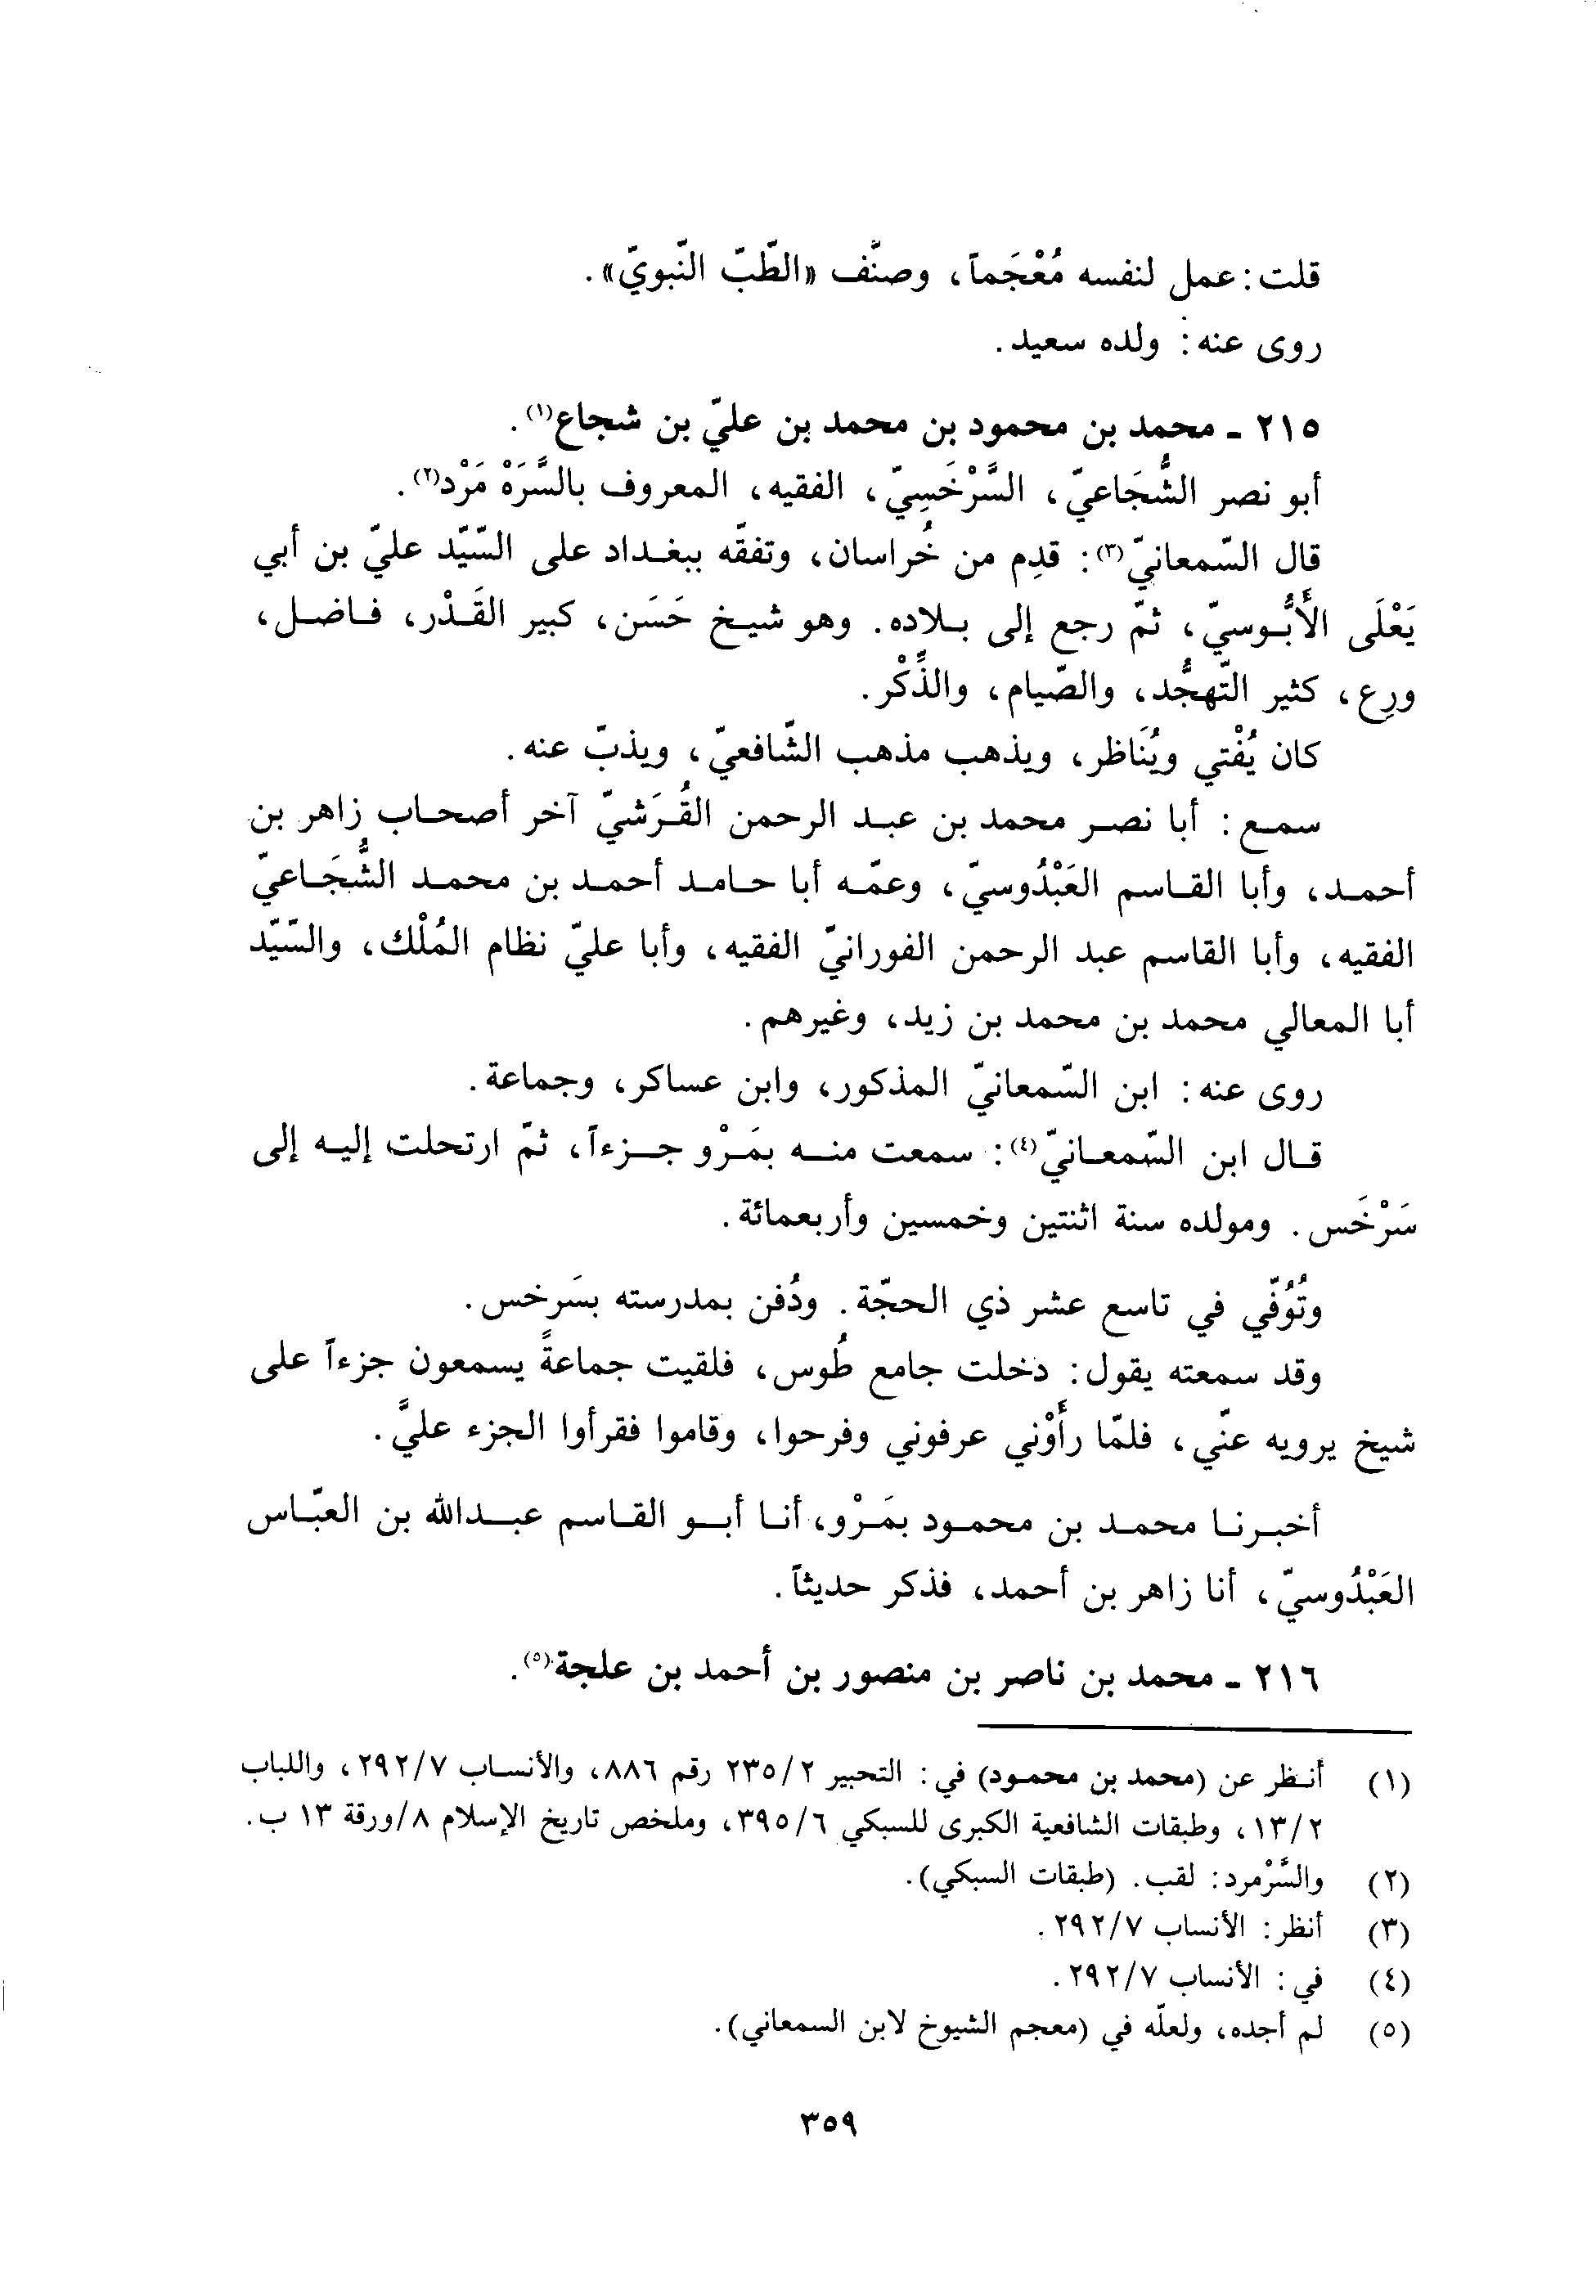 قلت: عمل لنفسه مُعْجَماً، وصنَّف «الطّبّ النّبويّ».
روى عنه: ولده سعيد.
٢١٥ ـ محمد بن محمود بن محمد بن عليّ بن شجاع(١).
أبو نصر الشُّجَاعيّ، السَّرْخَسِيّ، الفقيه، المعروف بالسَّرَهْ مَرْد(٢).
قال السّمعانيّ(٣): قدِم من خُراسان، وتفقّه ببغداد على السّيّد عليّ بن أبي
يَعْلَى الأَبُّوسيّ، ثمّ رجع إلى بلاده. وهو شيخ حَسَن، كبير القَدْر، فاضل،
ورِع، كثير التّهجُّد، والصّيام، والذِّكْر.
كان يُفْتي ويُنَاظر، ويذهب مذهب الشّافعيّ، ويذبّ عنه.
سمع: أبا نصر محمد بن عبد الرحمن القُرَشيّ آخر أصحاب زاهر بن
أحمد، وأبا القاسم العَبْدُوسيّ، وعمّه أبا حامد أحمد بن محمد الشُّجَاعيّ
الفقيه، وأبا القاسم عبد الرحمن الفورانيّ الفقيه، وأبا عليّ نظام المُلْك، والسّيّد
أبا المعالي محمد بن محمد بن زيد، وغيرهم.
روى عنه: ابن السّمعانيّ المذكور، وابن عساكر، وجماعة.
قال ابن السّمعانيّ(٤): سمعت منه بمَرْو جزءاً، ثمّ ارتحلت إليه إلى
سَرْخَس. ومولده سنة اثنتين وخمسين وأربعمائة.
وتُوُفّي في تاسع عشر ذي الحجّة. ودُفن بمدرسته بسَرخس.
وقد سمعته يقول: دخلت جامع طُوس، فلقيت جماعةً يسمعون جزءاً على
شيخ يرويه عنّي، فلمّا رأَوْني عرفوني وفرحوا، وقاموا فقرأوا الجزء عليَّ.
أخبرنا محمد بن محمود بمَرْو، أنا أبو القاسم عبدالله بن العبّاس
العَبْدُوسيّ، أنا زاهر بن أحمد، فذكر حديثاً.
٢١٦ ـ محمد بن ناصر بن منصور بن أحمد بن علجة(٥).
(١) أنظر عن (محمد بن محمود) في: التحبير ٢٣٥/٢ رقم ٨٨٦، والأنساب ٢٩٢/٧، واللباب
١٣/٢، وطبقات الشافعية الكبرى للسبكي ٣٩٥/٦، وملخص تاريخ الإسلام ٨/ورقة ١٣ ب.
(٢) والسَّرْمرد: لقب. (طبقات السبكي).
(٣) أنظر: الأنساب ٢٩٢/٧.
(٤) في: الأنساب ٢٩٢/٧.
(٥) لم أجده، ولعلّه في (معجم الشيوخ لابن السمعاني).
٣٥٩